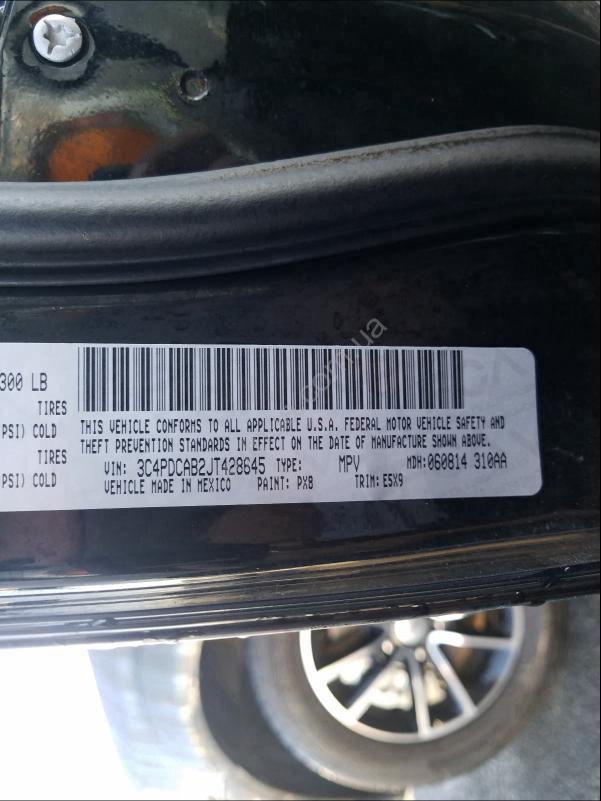 300 LB
TIRES
PSI) COLD
TIRES
PSI) COLD
THIS VEHICLE CONFORMS TO ALL APPLICABLE U.S.A. FEDERAL MOTOR VEHICLE SAFETY AND
THEFT PREVENTION STANDARDS IN EFFECT ON THE DATE OF MANUFACTURE SHOWN ABOVE.
VIN: 3C4PDCAB2JT428645 TYPE: MPV MDH: 060814 310AA
VEHICLE MADE IN MEXICO PAINT: PX8 TRIM: E5X9